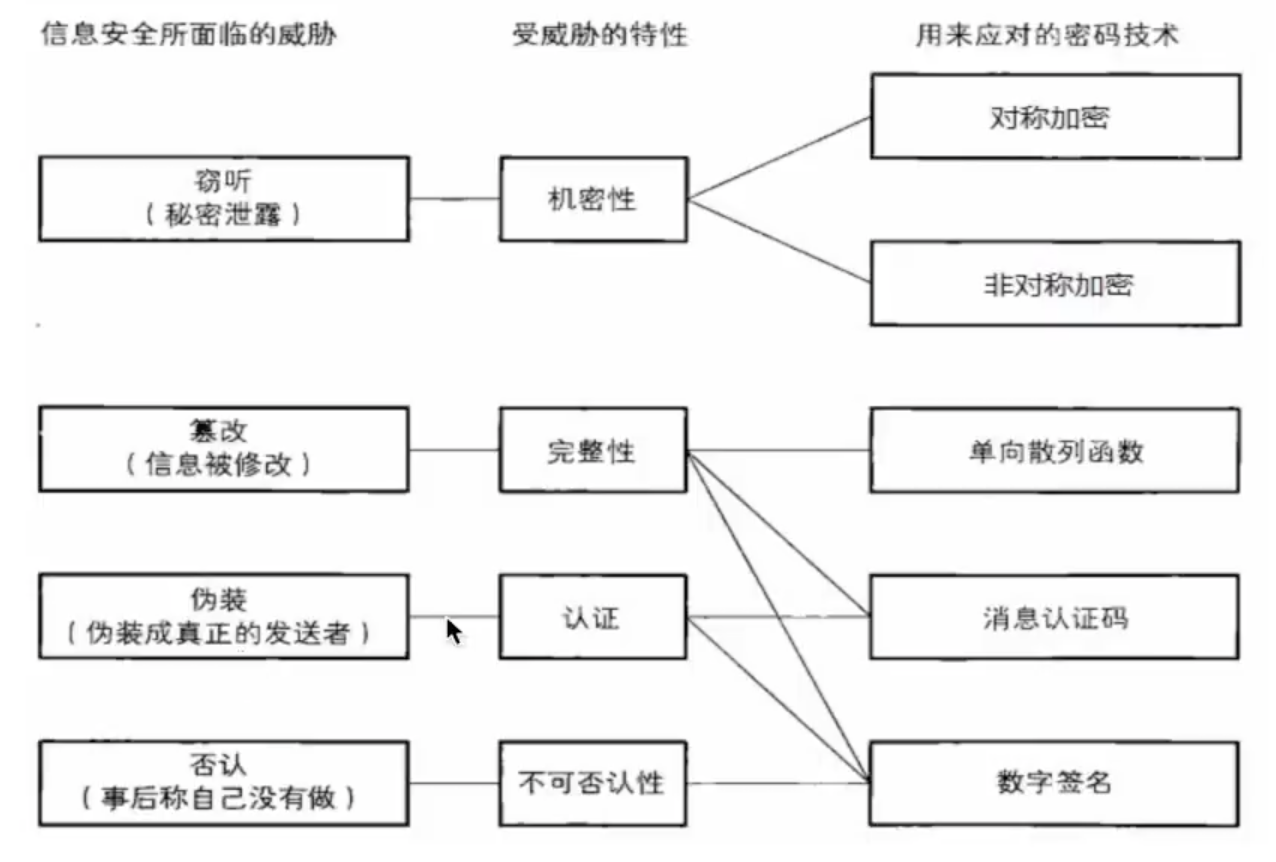 信息安全所面临的威胁
受威胁的特性
用来应对的密码技术
对称加密
窃听
（秘密泄露）
机密性
非对称加密
篡改
（信息被修改）
完整性
单向散列函数
伪装
（伪装成真正的发送者）
认证
消息认证码
否认
（事后称自己没有做）
不可否认性
数字签名